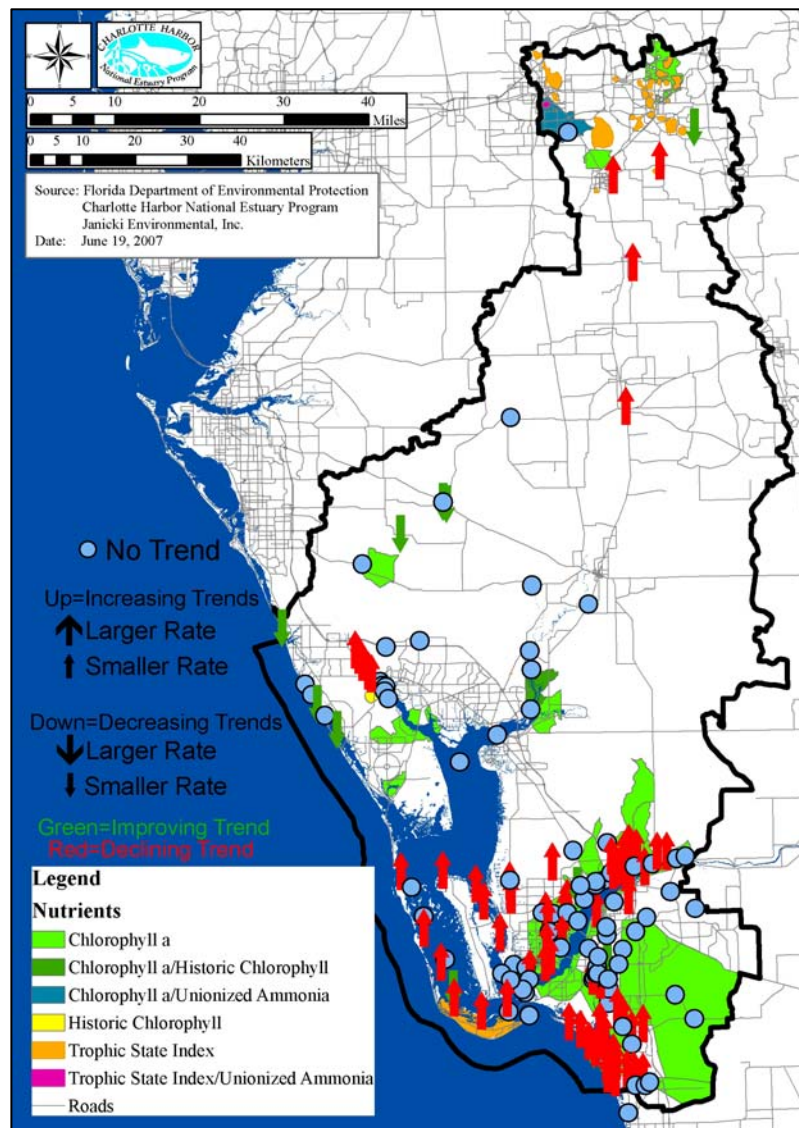 CHARLOTTE HARBOR
National Estuary Program
0 5 10 20 30 40
Miles
0 5 10 20 30 40
Kilometers
Source: Florida Department of Environmental Protection
Charlotte Harbor National Estuary Program
Janicki Environmental, Inc.
Date: June 19, 2007
No Trend
Up=Increasing Trends
Larger Rate
Smaller Rate
Down=Decreasing Trends
Larger Rate
Smaller Rate
Green=Improving Trend
Red=Declining Trend
Legend
Nutrients
Chlorophyll a
Chlorophyll a/Historic Chlorophyll
Chlorophyll a/Unionized Ammonia
Historic Chlorophyll
Trophic State Index
Trophic State Index/Unionized Ammonia
Roads